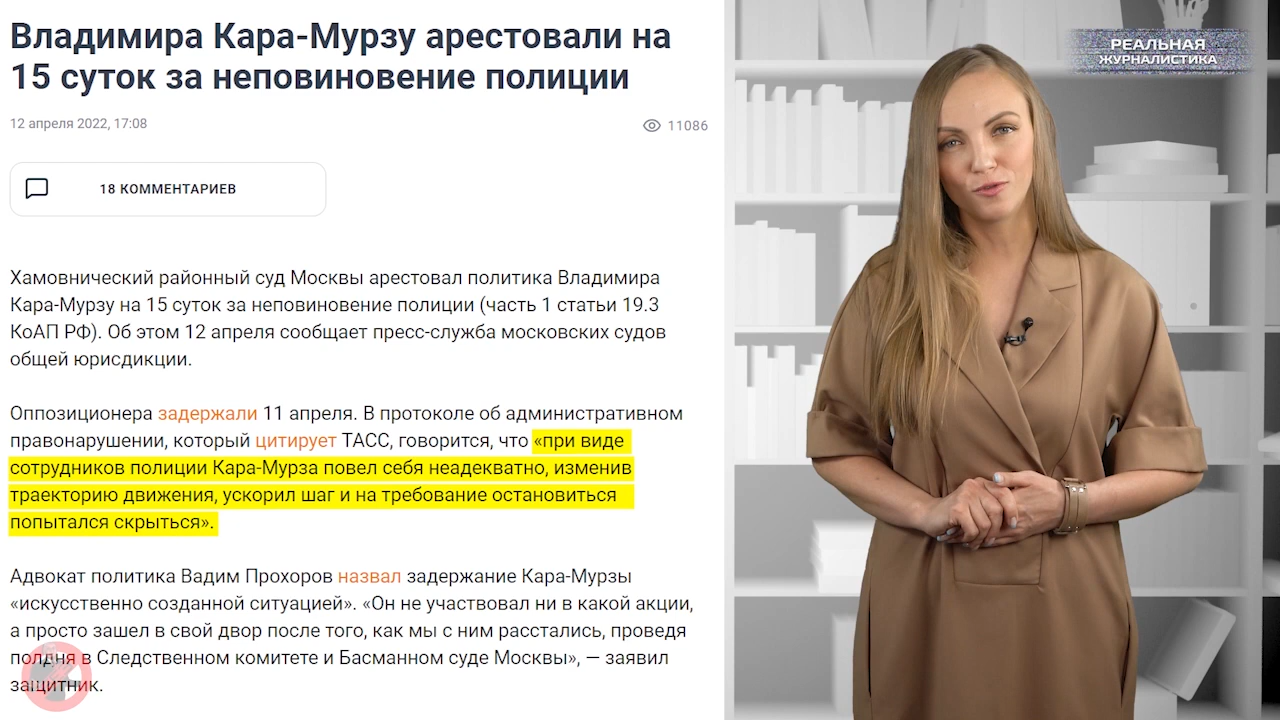 Владимира Кара-Мурзу арестовали на
15 суток за неповиновение полиции
12 апреля 2022, 17:08
11086
18 КОММЕНТАРИЕВ
Хамовнический районный суд Москвы арестовал политика Владимира
Кара-Мурзу на 15 суток за неповиновение полиции (часть 1 статьи 19.3
КоАП РФ). Об этом 12 апреля сообщает пресс-служба московских судов
общей юрисдикции.
Оппозиционера задержали 11 апреля. В протоколе об административном
правонарушении, который цитирует ТАСС, говорится, что «при виде
сотрудников полиции Кара-Мурза повел себя неадекватно, изменив
траекторию движения, ускорил шаг и на требование остановиться
попытался скрыться».
Адвокат политика Вадим Прохоров назвал задержание Кара-Мурзы
«искусственно созданной ситуацией». «Он не участвовал ни в какой акции,
а просто зашел в свой двор после того, как мы с ним расстались, проведя
полдня в Следственном комитете и Басманном суде Москвы», — заявил
защитник.
РЕАЛЬНАЯ
ЖУРНАЛИСТИКА